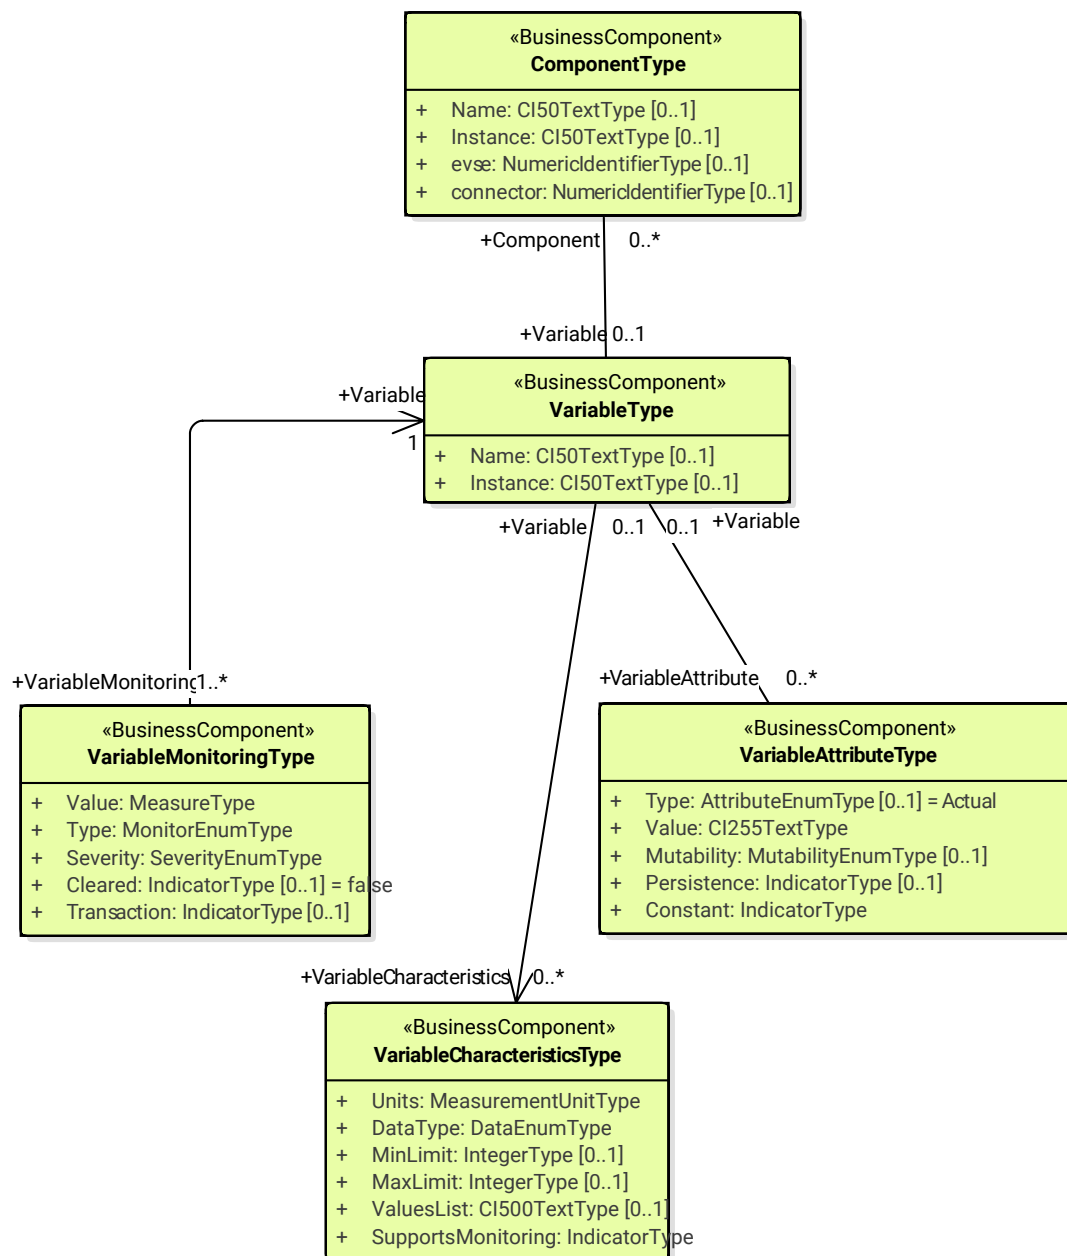 «BusinessComponent»
ComponentType
+ Name: CI50TextType [0..1]
+ Instance: CI50TextType [0..1]
+ evse: NumericIdentifierType [0..1]
+ connector: NumericIdentifierType [0..1]
+Component 0..*
+Variable 0..1
«BusinessComponent»
VariableType
+ Name: CI50TextType [0..1]
+ Instance: CI50TextType [0..1]
+Variable
1
+Variable 0..1
0..1 +Variable
+VariableMonitoring 1..*
«BusinessComponent»
VariableMonitoringType
+ Value: MeasureType
+ Type: MonitorEnumType
+ Severity: SeverityEnumType
+ Cleared: IndicatorType [0..1] = false
+ Transaction: IndicatorType [0..1]
+VariableAttribute 0..*
«BusinessComponent»
VariableAttributeType
+ Type: AttributeEnumType [0..1] = Actual
+ Value: CI255TextType
+ Mutability: MutabilityEnumType [0..1]
+ Persistence: IndicatorType [0..1]
+ Constant: IndicatorType
+VariableCharacteristics 0..*
«BusinessComponent»
VariableCharacteristicsType
+ Units: MeasurementUnitType
+ DataType: DataEnumType
+ MinLimit: IntegerType [0..1]
+ MaxLimit: IntegerType [0..1]
+ ValuesList: CI500TextType [0..1]
+ SupportsMonitoring: IndicatorType